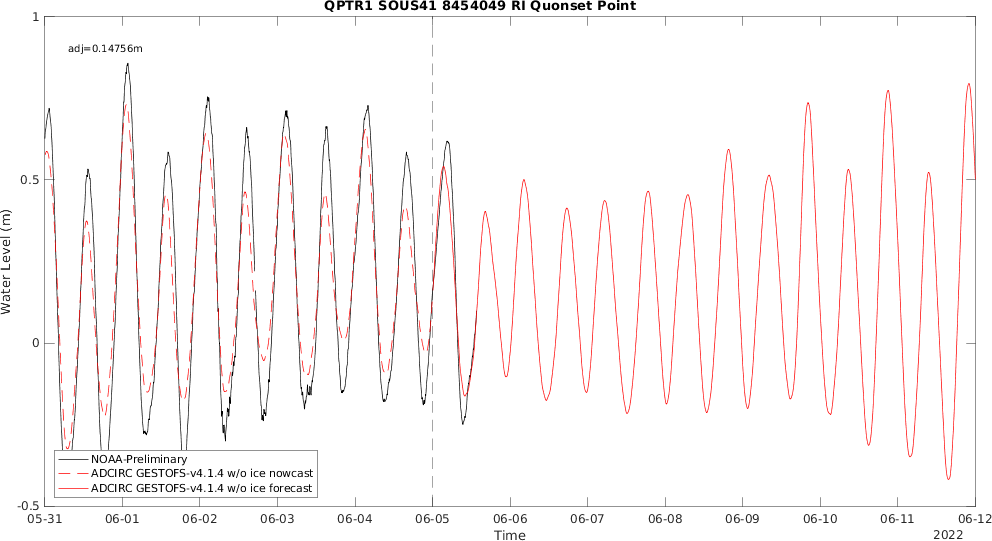 QPTR1 SOUS41 8454049 RI Quonset Point
adj=0.14756m
Water Level (m)
1
0.5
0
-0.5
NOAA-Preliminary
ADCIRC GESTOFS-v4.1.4 w/o ice nowcast
ADCIRC GESTOFS-v4.1.4 w/o ice forecast
05-31 06-01 06-02 06-03 06-04 06-05 06-06 06-07 06-08 06-09 06-10 06-11 06-12
Time
2022